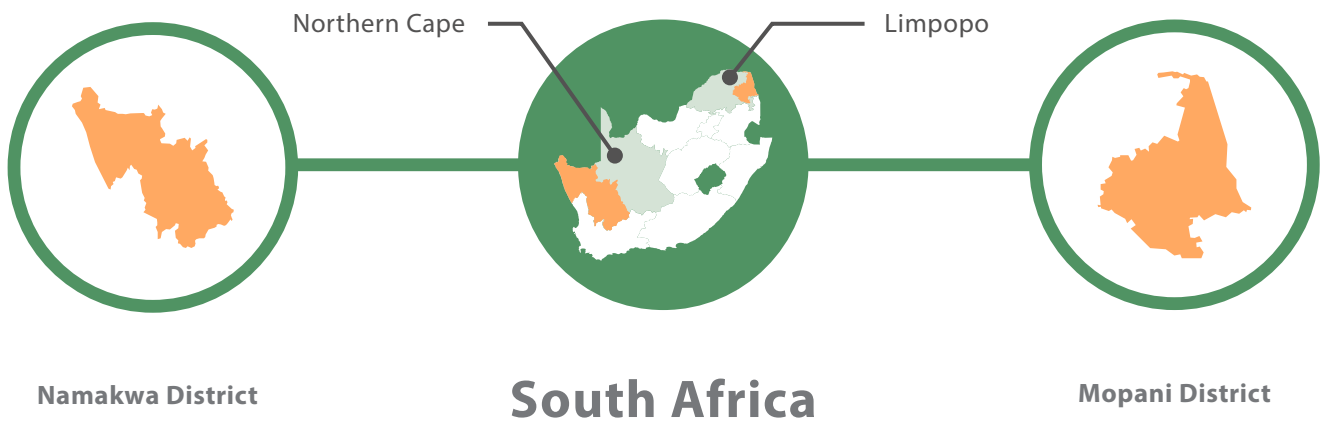 Northern Cape
Limpopo
Namakwa District
South Africa
Mopani District